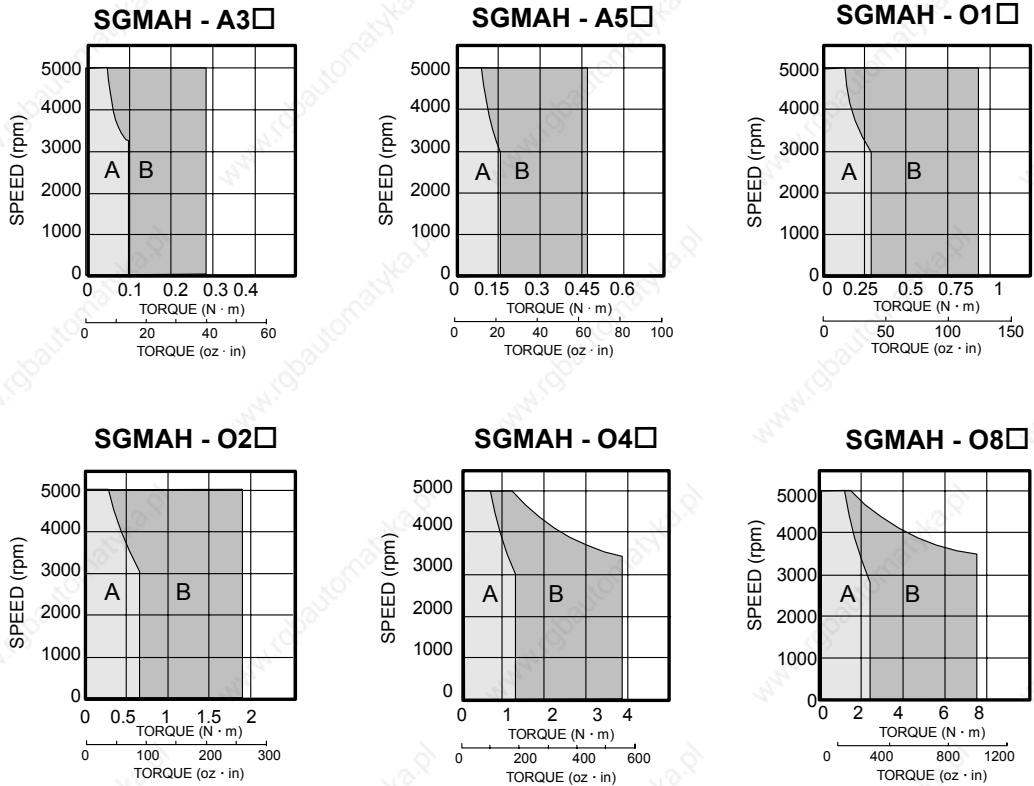 SGMAH - A3□
SPEED (rpm)
5000
4000
3000
2000
1000
0
A B
0 0.1 0.2 0.3 0.4
TORQUE (N · m)
0 20 40 60
TORQUE (oz · in)
SGMAH - A5□
SPEED (rpm)
5000
4000
3000
2000
1000
0
A B
0 0.15 0.3 0.45 0.6
TORQUE (N · m)
0 20 40 60 80 100
TORQUE (oz · in)
SGMAH - O1□
SPEED (rpm)
5000
4000
3000
2000
1000
0
A B
0 0.25 0.5 0.75 1
TORQUE (N · m)
0 50 100 150
TORQUE (oz · in)
SGMAH - O2□
SPEED (rpm)
5000
4000
3000
2000
1000
0
A B
0 0.5 1 1.5 2
TORQUE (N · m)
0 100 200 300
TORQUE (oz · in)
SGMAH - O4□
SPEED (rpm)
5000
4000
3000
2000
1000
0
A B
0 1 2 3 4
TORQUE (N · m)
0 200 400 600
TORQUE (oz · in)
SGMAH - O8□
SPEED (rpm)
5000
4000
3000
2000
1000
0
A B
0 2 4 6 8
TORQUE (N · m)
0 400 800 1200
TORQUE (oz · in)
www.rgbautomatyka.pl